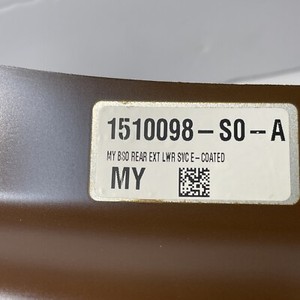 1510098-S0-A
MY BSO REAR EXT LWR SVC E-COATED
MY